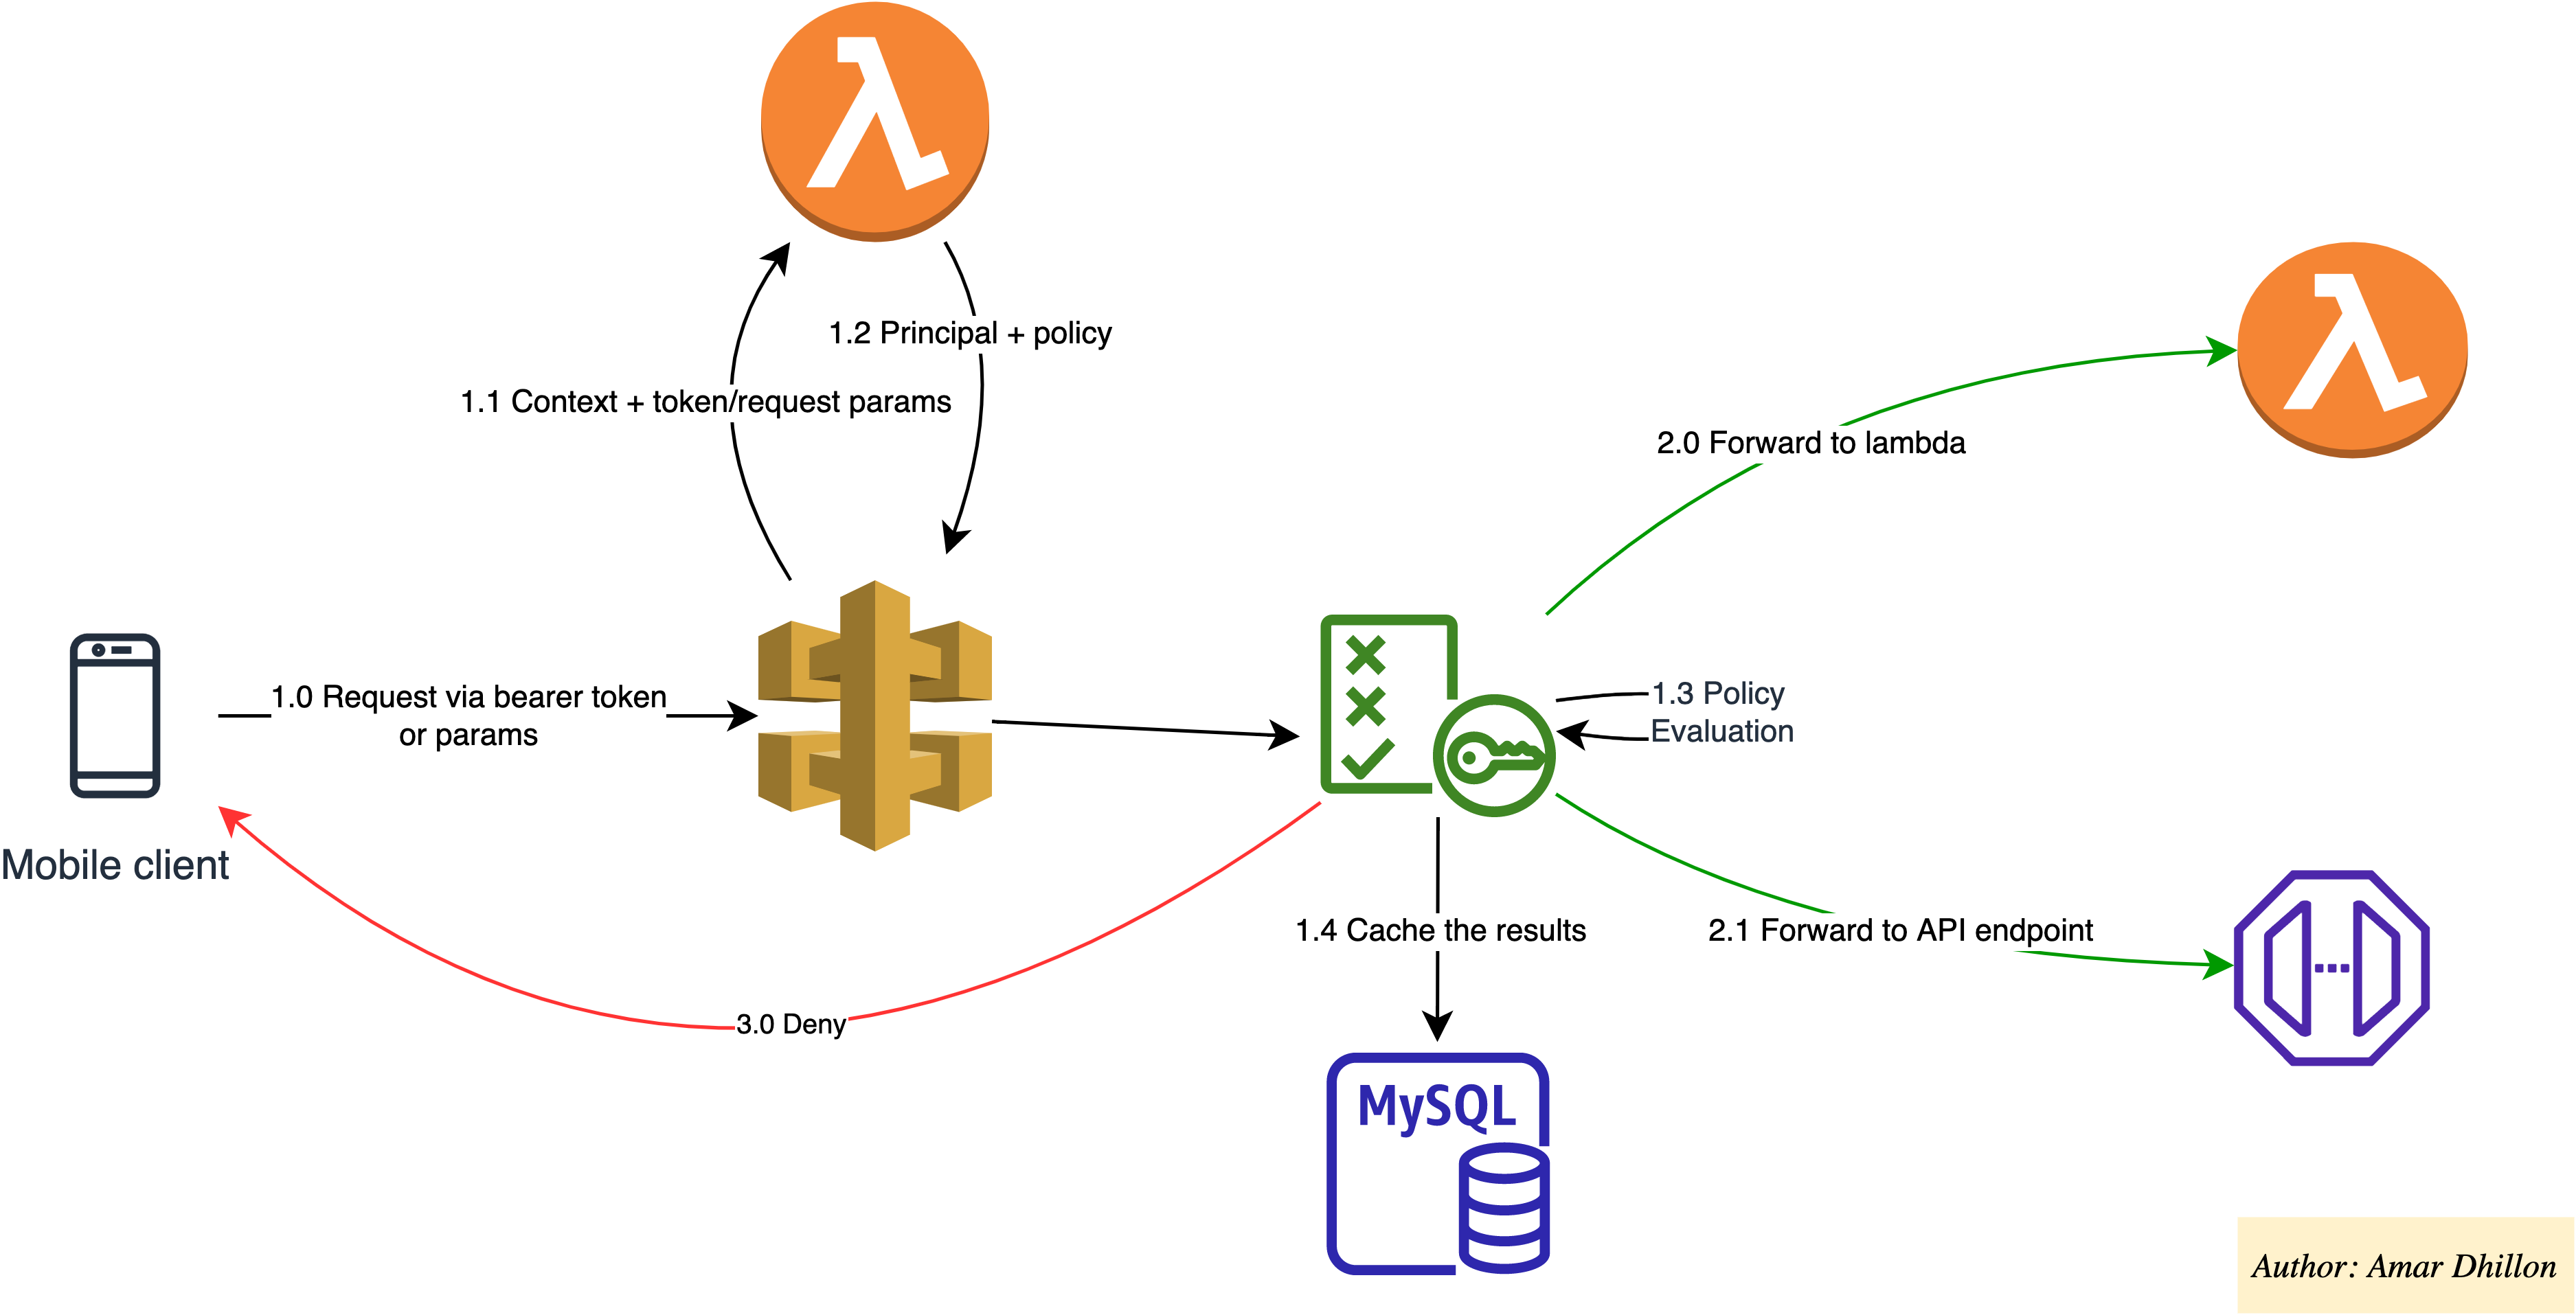 1.2 Principal + policy
1.1 Context + token/request params
2.0 Forward to lambda
1.0 Request via bearer token
or params
1.3 Policy
Evaluation
Mobile client
1.4 Cache the results
2.1 Forward to API endpoint
3.0 Deny
MySQL
Author: Amar Dhillon